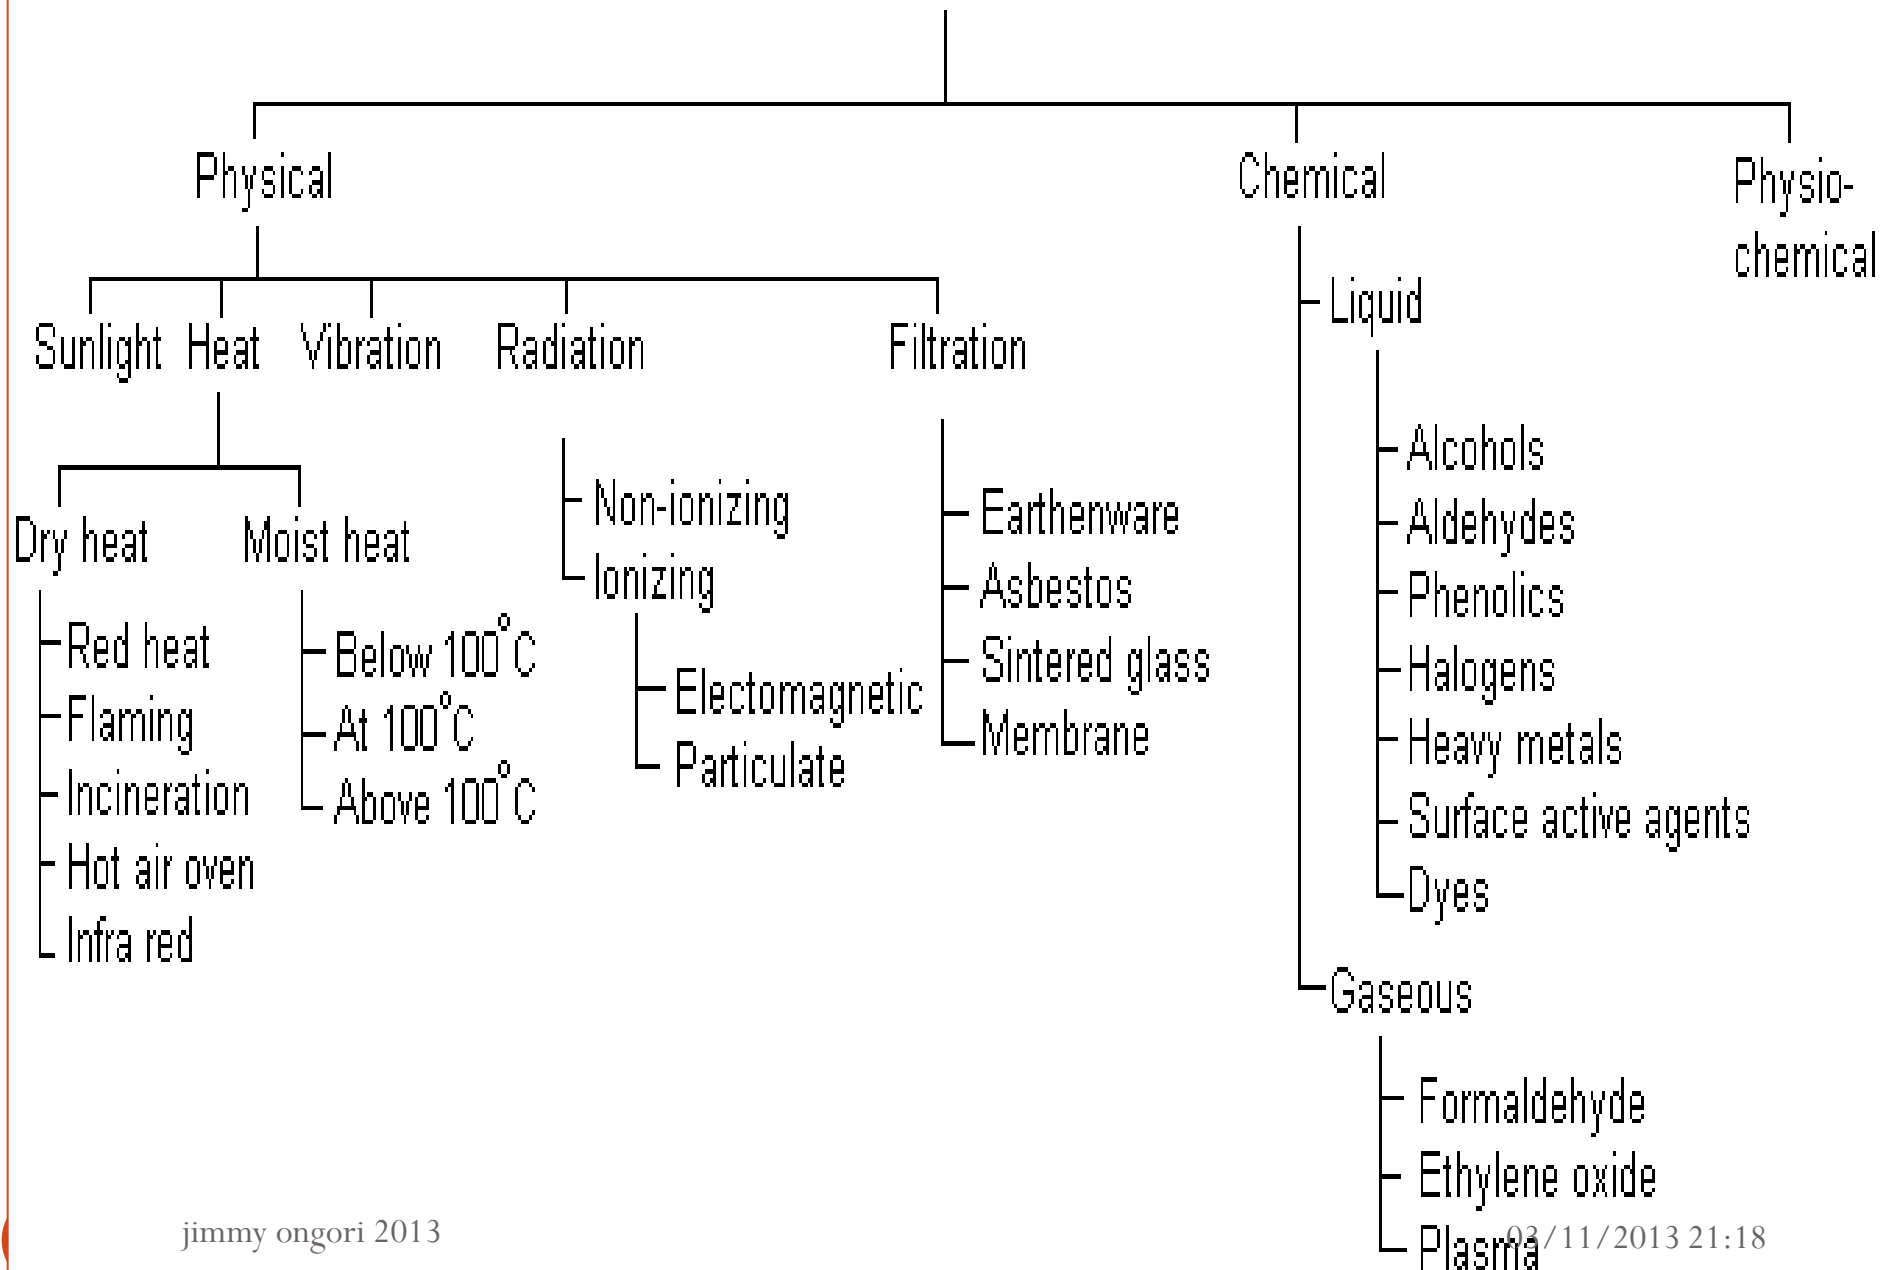 Physical
Chemical
Physio-
chemical
Sunlight
Heat
Vibration
Radiation
Filtration
Dry heat
Red heat
Flaming
Incineration
Hot air oven
Infra red
Moist heat
Below 100°C
At 100°C
Above 100°C
Non-ionizing
Ionizing
Electomagnetic
Particulate
Earthenware
Asbestos
Sintered glass
Membrane
Liquid
Alcohols
Aldehydes
Phenolics
Halogens
Heavy metals
Surface active agents
Dyes
Gaseous
Formaldehyde
Ethylene oxide
Plasma
jimmy ongori 2013
03/11/2013 21:18